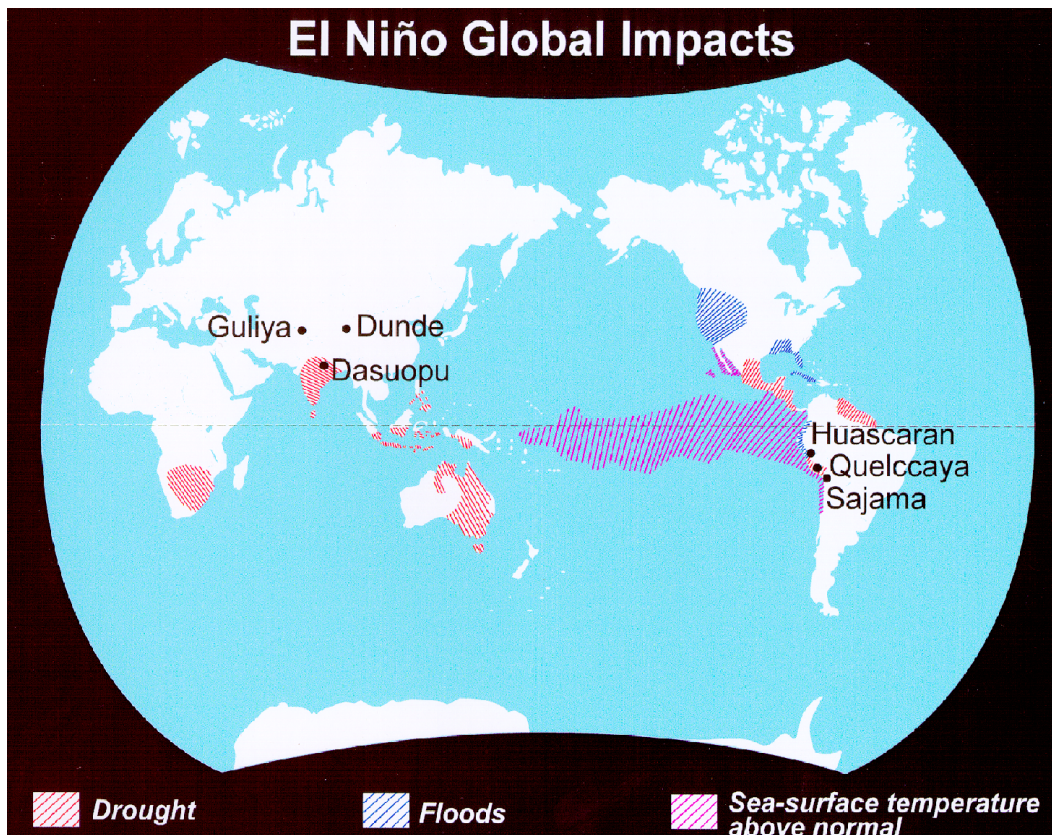 El Niño Global Impacts
Guliya
Dunde
Dasuopu
Huascaran
Quelccaya
Sajama
Drought
Floods
Sea-surface temperature
above normal